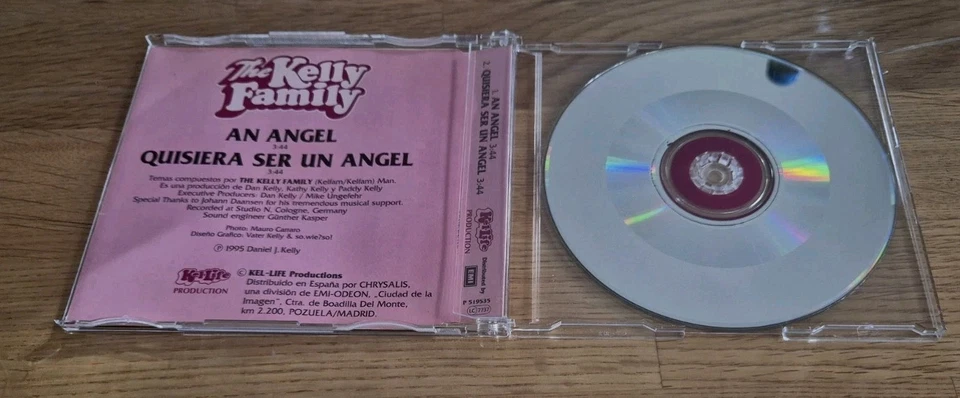 The Kelly
Family
AN ANGEL
3:44
QUISIERA SER UN ANGEL
3:44
Temas compuestos por THE KELLY FAMILY (Kelfam/Kelfam) Man.
Es una producción de Dan Kelly, Kathy Kelly y Paddy Kelly
Executive Producers: Dan Kelly / Mike Ungefehr
Special Thanks to Johann Daansen for his tremendous musical support.
Recorded at Studio N, Cologne, Germany
Sound engineer Günther Kasper
Photo: Mauro Carraro
Diseño Grafico: Vater Kelly & so.wie?so!
℗ 1995 Daniel J. Kelly
Kel-Life
PRODUCTION
© KEL-LIFE Productions
Distribuido en España por CHRYSALIS,
una división de EMI-ODEON, „Ciudad de la
Imagen", Ctra. de Boadilla Del Monte,
km 2.200, POZUELA/MADRID.
1. AN ANGEL 3:44
2. QUISIERA SER UN ANGEL 3:44
Kel-Life
PRODUCTION
Distributed by
EMI
P 519535